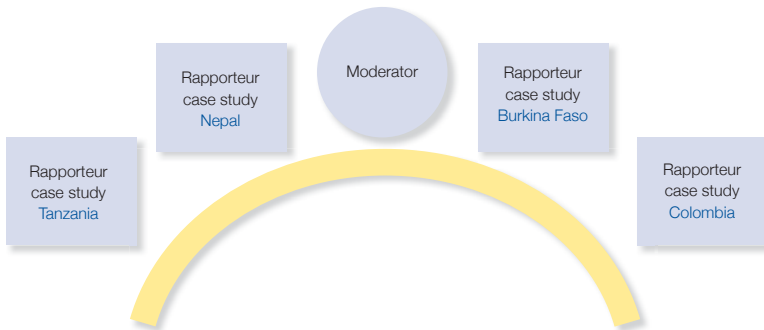 Moderator
Rapporteur
case study
Nepal
Rapporteur
case study
Burkina Faso
Rapporteur
case study
Tanzania
Rapporteur
case study
Colombia